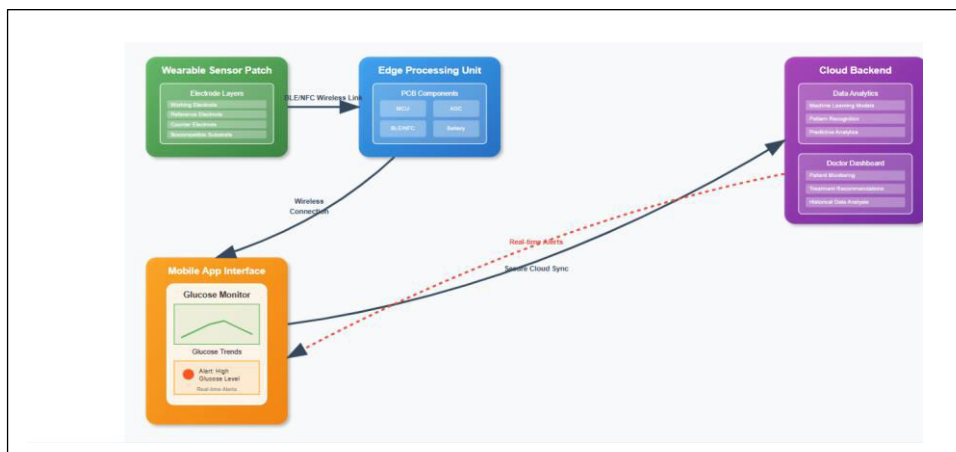 Wearable Sensor Patch
Electrode Layers
Working Electrode
Reference Electrode
Counter Electrode
Biocompatible Substrate
BLE/NFC Wireless Link
Edge Processing Unit
PCB Components
MCU
ADC
BLE/NFC
Battery
Cloud Backend
Data Analytics
Machine Learning Models
Pattern Recognition
Predictive Analytics
Doctor Dashboard
Patient Monitoring
Treatment Recommendations
Historical Data Analysis
Wireless
Connection
Real-time Alerts
Secure Cloud Sync
Mobile App Interface
Glucose Monitor
Glucose Trends
Alert: High
Glucose Level
Real-time Alerts